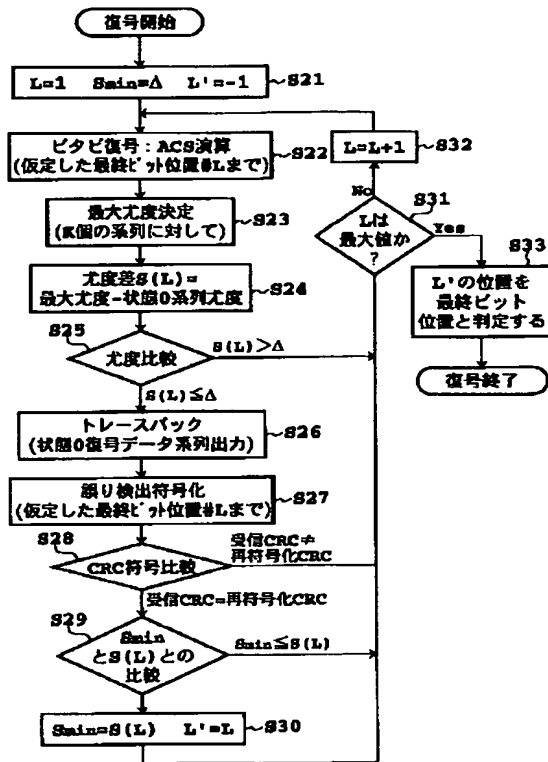 復号開始
L=1 Smin=Δ L'=-1
S21
ビタビ復号：ACS演算
(仮定した最終ビット位置#Lまで)
S22
最大尤度決定
(K個の系列に対して)
S23
尤度差S(L)=
最大尤度-状態0系列尤度
S24
S25
尤度比較
S(L)>Δ
S(L)≦Δ
トレースバック
(状態0復号データ系列出力)
S26
誤り検出符号化
(仮定した最終ビット位置#Lまで)
S27
S28
CRC符号比較
受信CRC≠
再符号化CRC
受信CRC=再符号化CRC
S29
Smin
とS(L)との
比較
Smin≦S(L)
Smin=S(L) L'=L
S30
L=L+1
S32
No
S31
Lは
最大値か
?
Yes
S33
L'の位置を
最終ビット
位置と判定する
復号終了